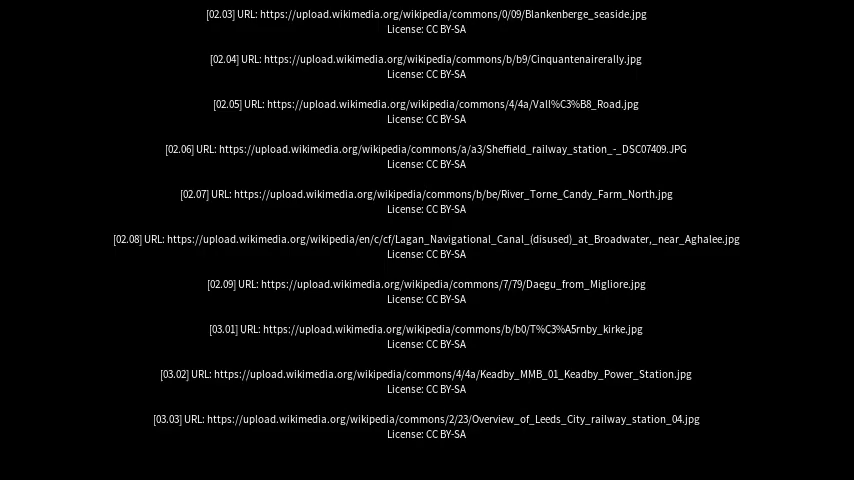 [02.03] URL: https://upload.wikimedia.org/wikipedia/commons/0/09/Blankenberge_seaside.jpg
License: CC BY-SA
[02.04] URL: https://upload.wikimedia.org/wikipedia/commons/b/b9/Cinquantenairerally.jpg
License: CC BY-SA
[02.05] URL: https://upload.wikimedia.org/wikipedia/commons/4/4a/Vall%C3%B8_Road.jpg
License: CC BY-SA
[02.06] URL: https://upload.wikimedia.org/wikipedia/commons/a/a3/Sheffield_railway_station_-_DSC07409.JPG
License: CC BY-SA
[02.07] URL: https://upload.wikimedia.org/wikipedia/commons/b/be/River_Torne_Candy_Farm_North.jpg
License: CC BY-SA
[02.08] URL: https://upload.wikimedia.org/wikipedia/en/c/cf/Lagan_Navigational_Canal_(disused)_at_Broadwater,_near_Aghalee.jpg
License: CC BY-SA
[02.09] URL: https://upload.wikimedia.org/wikipedia/commons/7/79/Daegu_from_Migliore.jpg
License: CC BY-SA
[03.01] URL: https://upload.wikimedia.org/wikipedia/commons/b/b0/T%C3%A5rnby_kirke.jpg
License: CC BY-SA
[03.02] URL: https://upload.wikimedia.org/wikipedia/commons/4/4a/Keadby_MMB_01_Keadby_Power_Station.jpg
License: CC BY-SA
[03.03] URL: https://upload.wikimedia.org/wikipedia/commons/2/23/Overview_of_Leeds_City_railway_station_04.jpg
License: CC BY-SA